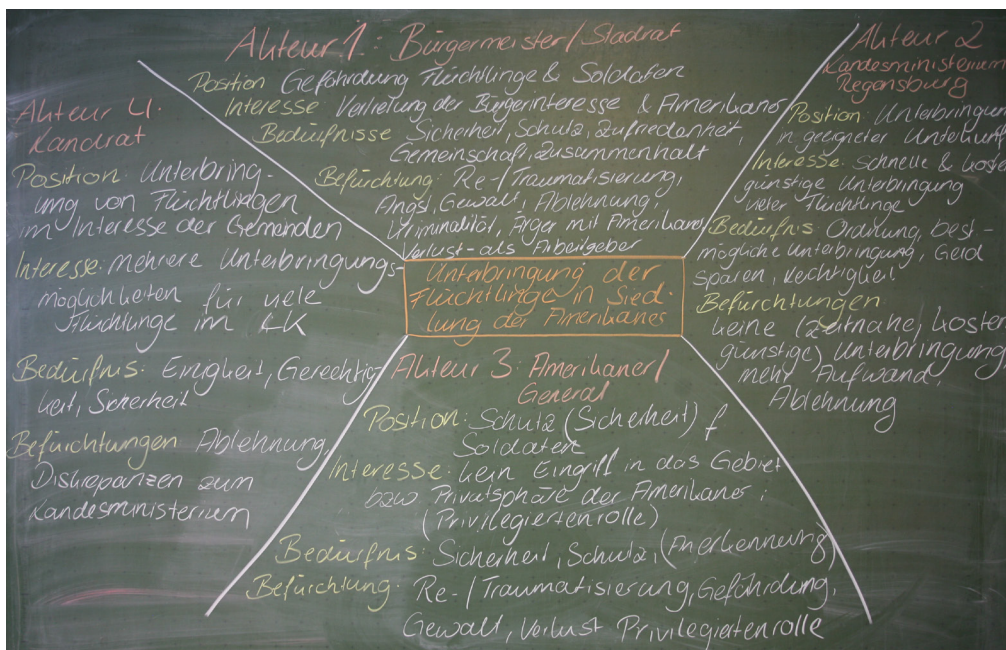 Akteur 1: Bürgermeister/Stadrat
Position Gefährdung Flüchtlinge & Soldaten
Interesse: Vertretung der Bürgerinteresse & Amerikaner
Bedürfnisse Sicherheit, Schutz, Zufriedenheit
Gemeinschaft, Zusammenhalt
Befürchtung: Re-/Traumatisierung,
Angst, Gewalt, Ablehnung,
Kriminalität, Ärger mit Amerikaner
Verlust als Arbeitgeber
Akteur 2
Landesministerium
Regensburg
Position: Unterbringung
in geeigneter Umgebung
Interesse: schnelle & kosten
günstige Unterbringung
vieler Flüchtlinge
Bedürfnis: Ordnung, best-
mögliche Unterbringung, Geld
sparen,
Befürchtungen
keine (zeitnahe, kosten
günstige) Unterbringung,
mehr Aufwand,
Ablehnung
Akteur 4:
Landrat
Position: Unterbring-
ung von Flüchtlingen
im Interesse der Gemeinden
Interesse: mehrere Unterbringungs-
möglichkeiten für viele
Flüchtlinge im LK
Bedürfnis: Einigkeit, Gerechtig
keit, Sicherheit
Befürchtungen Ablehnung,
Diskrepanzen zum
Landesministerium
Unterbringung der
Flüchtlinge in Sied-
lung der Amerikaner
Akteur 3: Amerikaner/
General
Position: Schutz (Sicherheit) f
Soldaten
Interesse: kein Eingriff in das Gebiet
bzw Privatsphäre der Amerikaner:
(Privilegiertenrolle)
Bedürfnis: Sicherheit, Schutz, (Anerkennung)
Befürchtung: Re-/Traumatisierung, Gefährdung,
Gewalt, Verlust Privilegiertenrolle